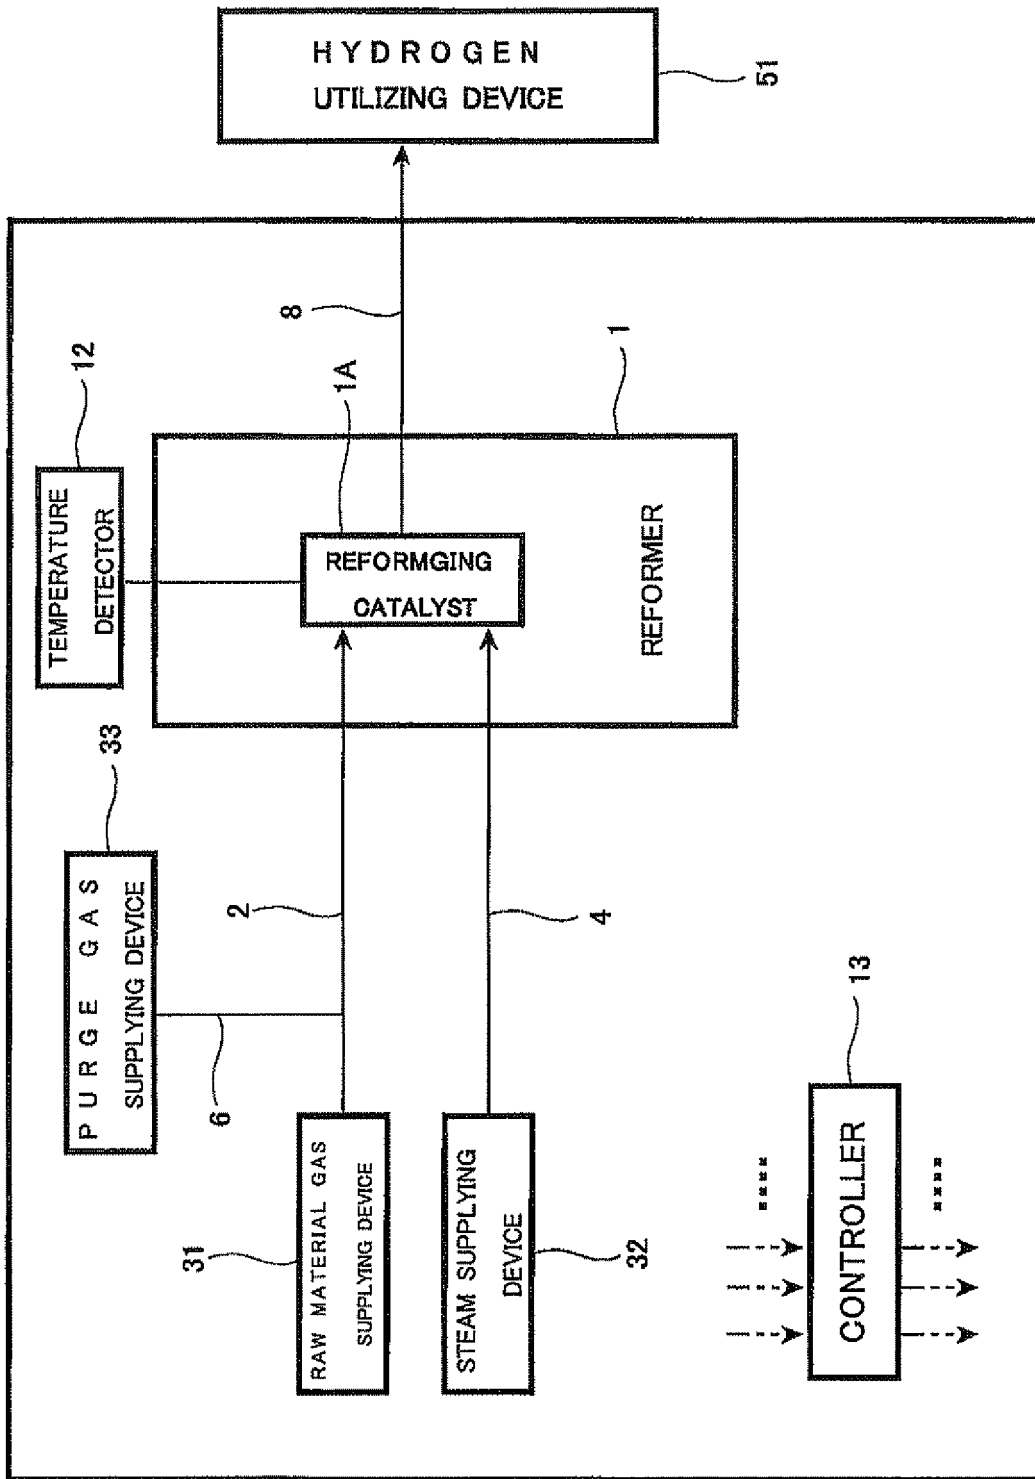 HYDROGEN
UTILIZING DEVICE
51
8
TEMPERATURE
DETECTOR
12
1A
1
REFORMGING
CATALYST
REFORMER
PURGE GAS
SUPPLYING DEVICE
33
6
2
4
RAW MATERIAL GAS
SUPPLYING DEVICE
31
STEAM SUPPLYING
DEVICE
32
CONTROLLER
13